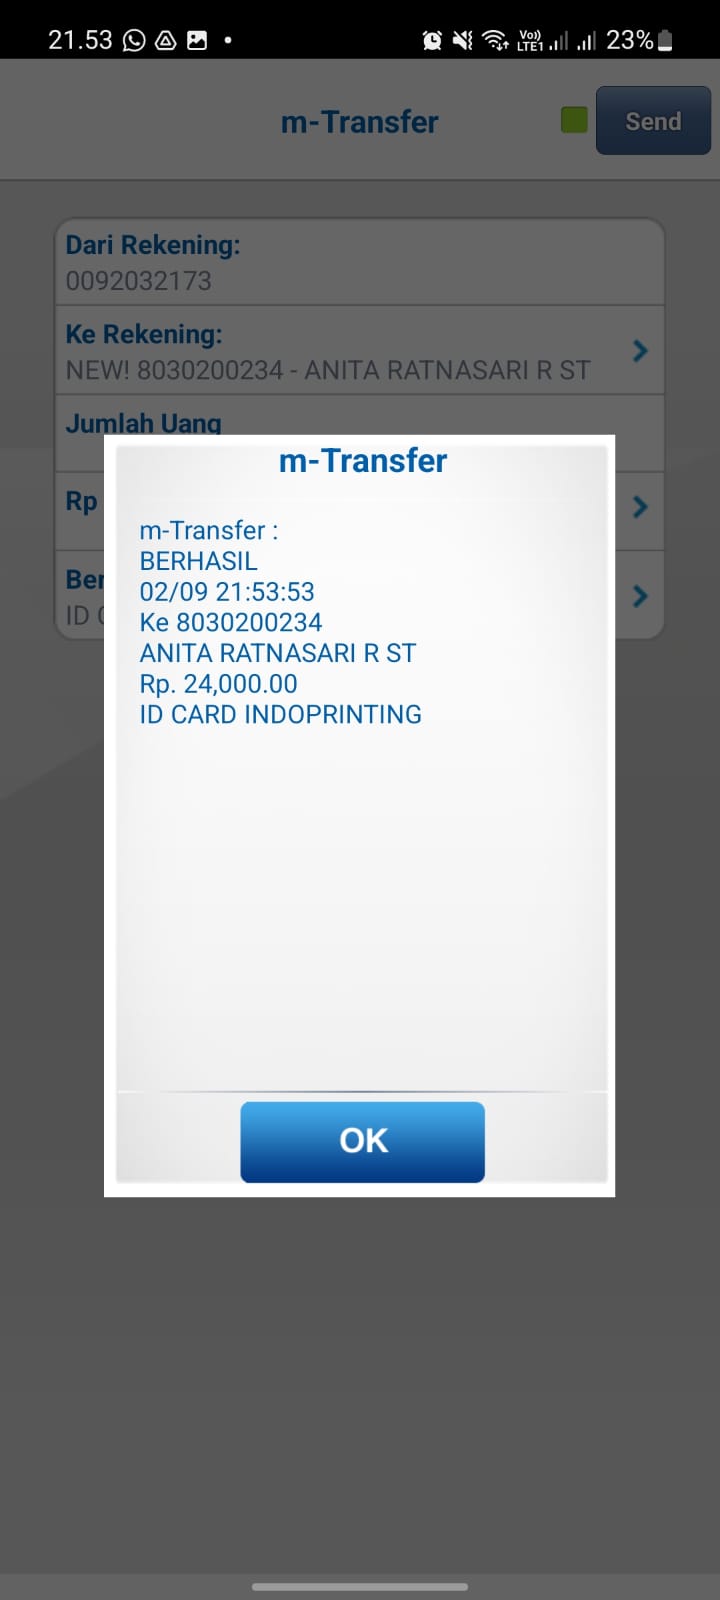 21.53
Vo)) LTE1
23%
m-Transfer
Send
Dari Rekening:
0092032173
Ke Rekening:
NEW! 8030200234 - ANITA RATNASARI R ST
Jumlah Uang
Rp
Ber
ID
m-Transfer
m-Transfer :
BERHASIL
02/09 21:53:53
Ke 8030200234
ANITA RATNASARI R ST
Rp. 24,000.00
ID CARD INDOPRINTING
OK